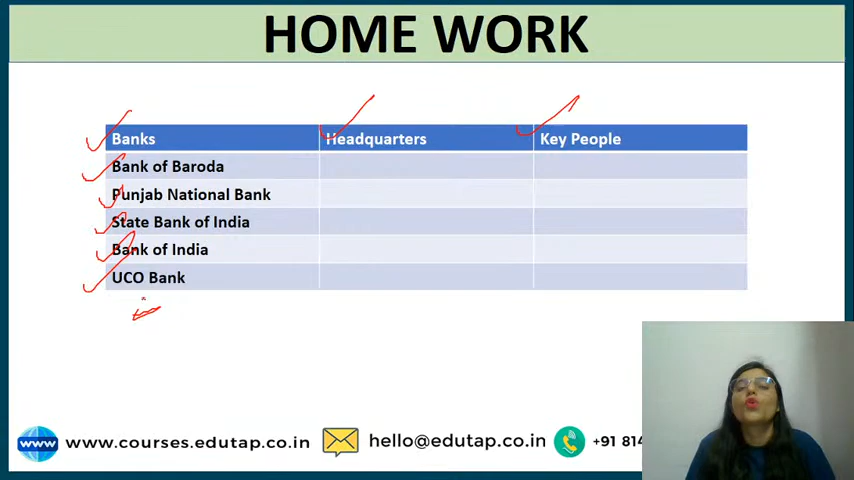 HOME WORK
Banks Headquarters Key People
Bank of Baroda
Punjab National Bank
State Bank of India
Bank of India
UCO Bank
www www.courses.edutap.co.in hello@edutap.co.in +91 814